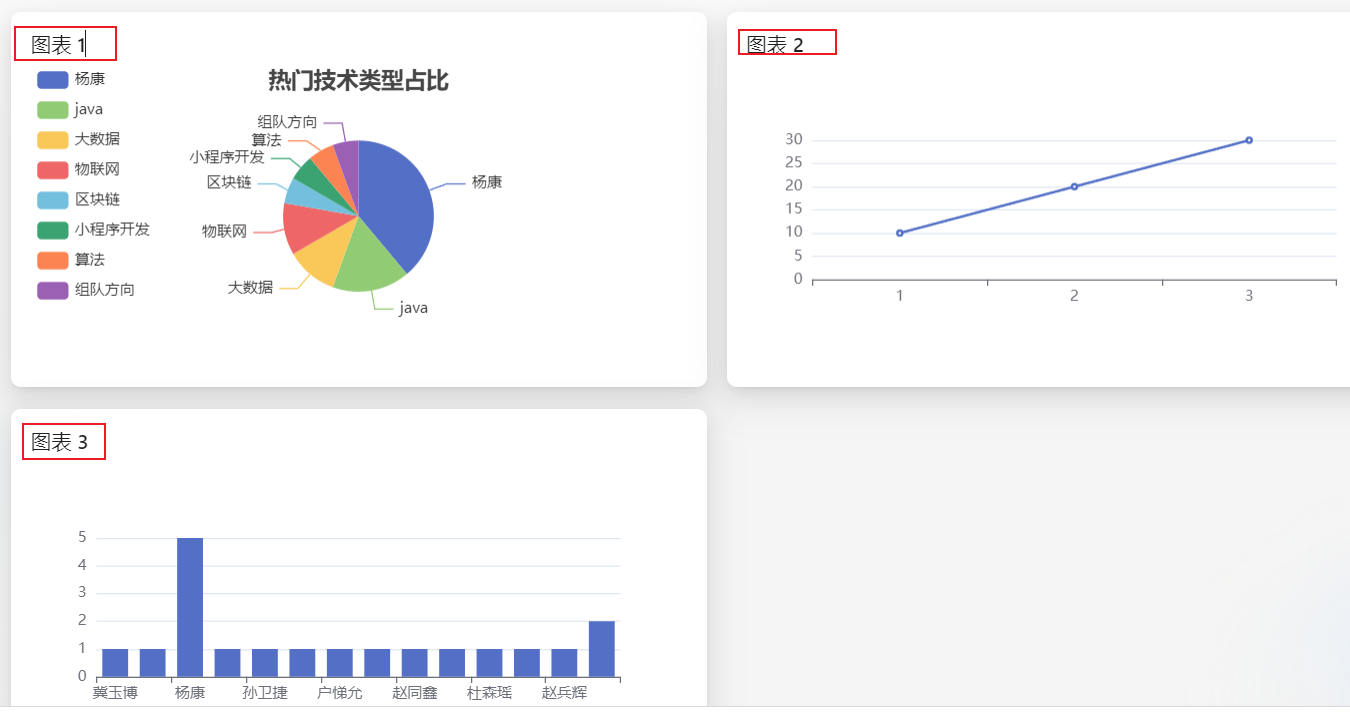 图表 1
热门技术类型占比
杨康
java
大数据
物联网
区块链
小程序开发
算法
组队方向
组队方向
算法
小程序开发
区块链
物联网
大数据
java
杨康
图表 2
30
25
20
15
10
5
0
1 2 3
图表 3
5
4
3
2
1
0
冀玉博 杨康 孙卫捷 户悌允 赵同鑫 杜森瑶 赵兵辉